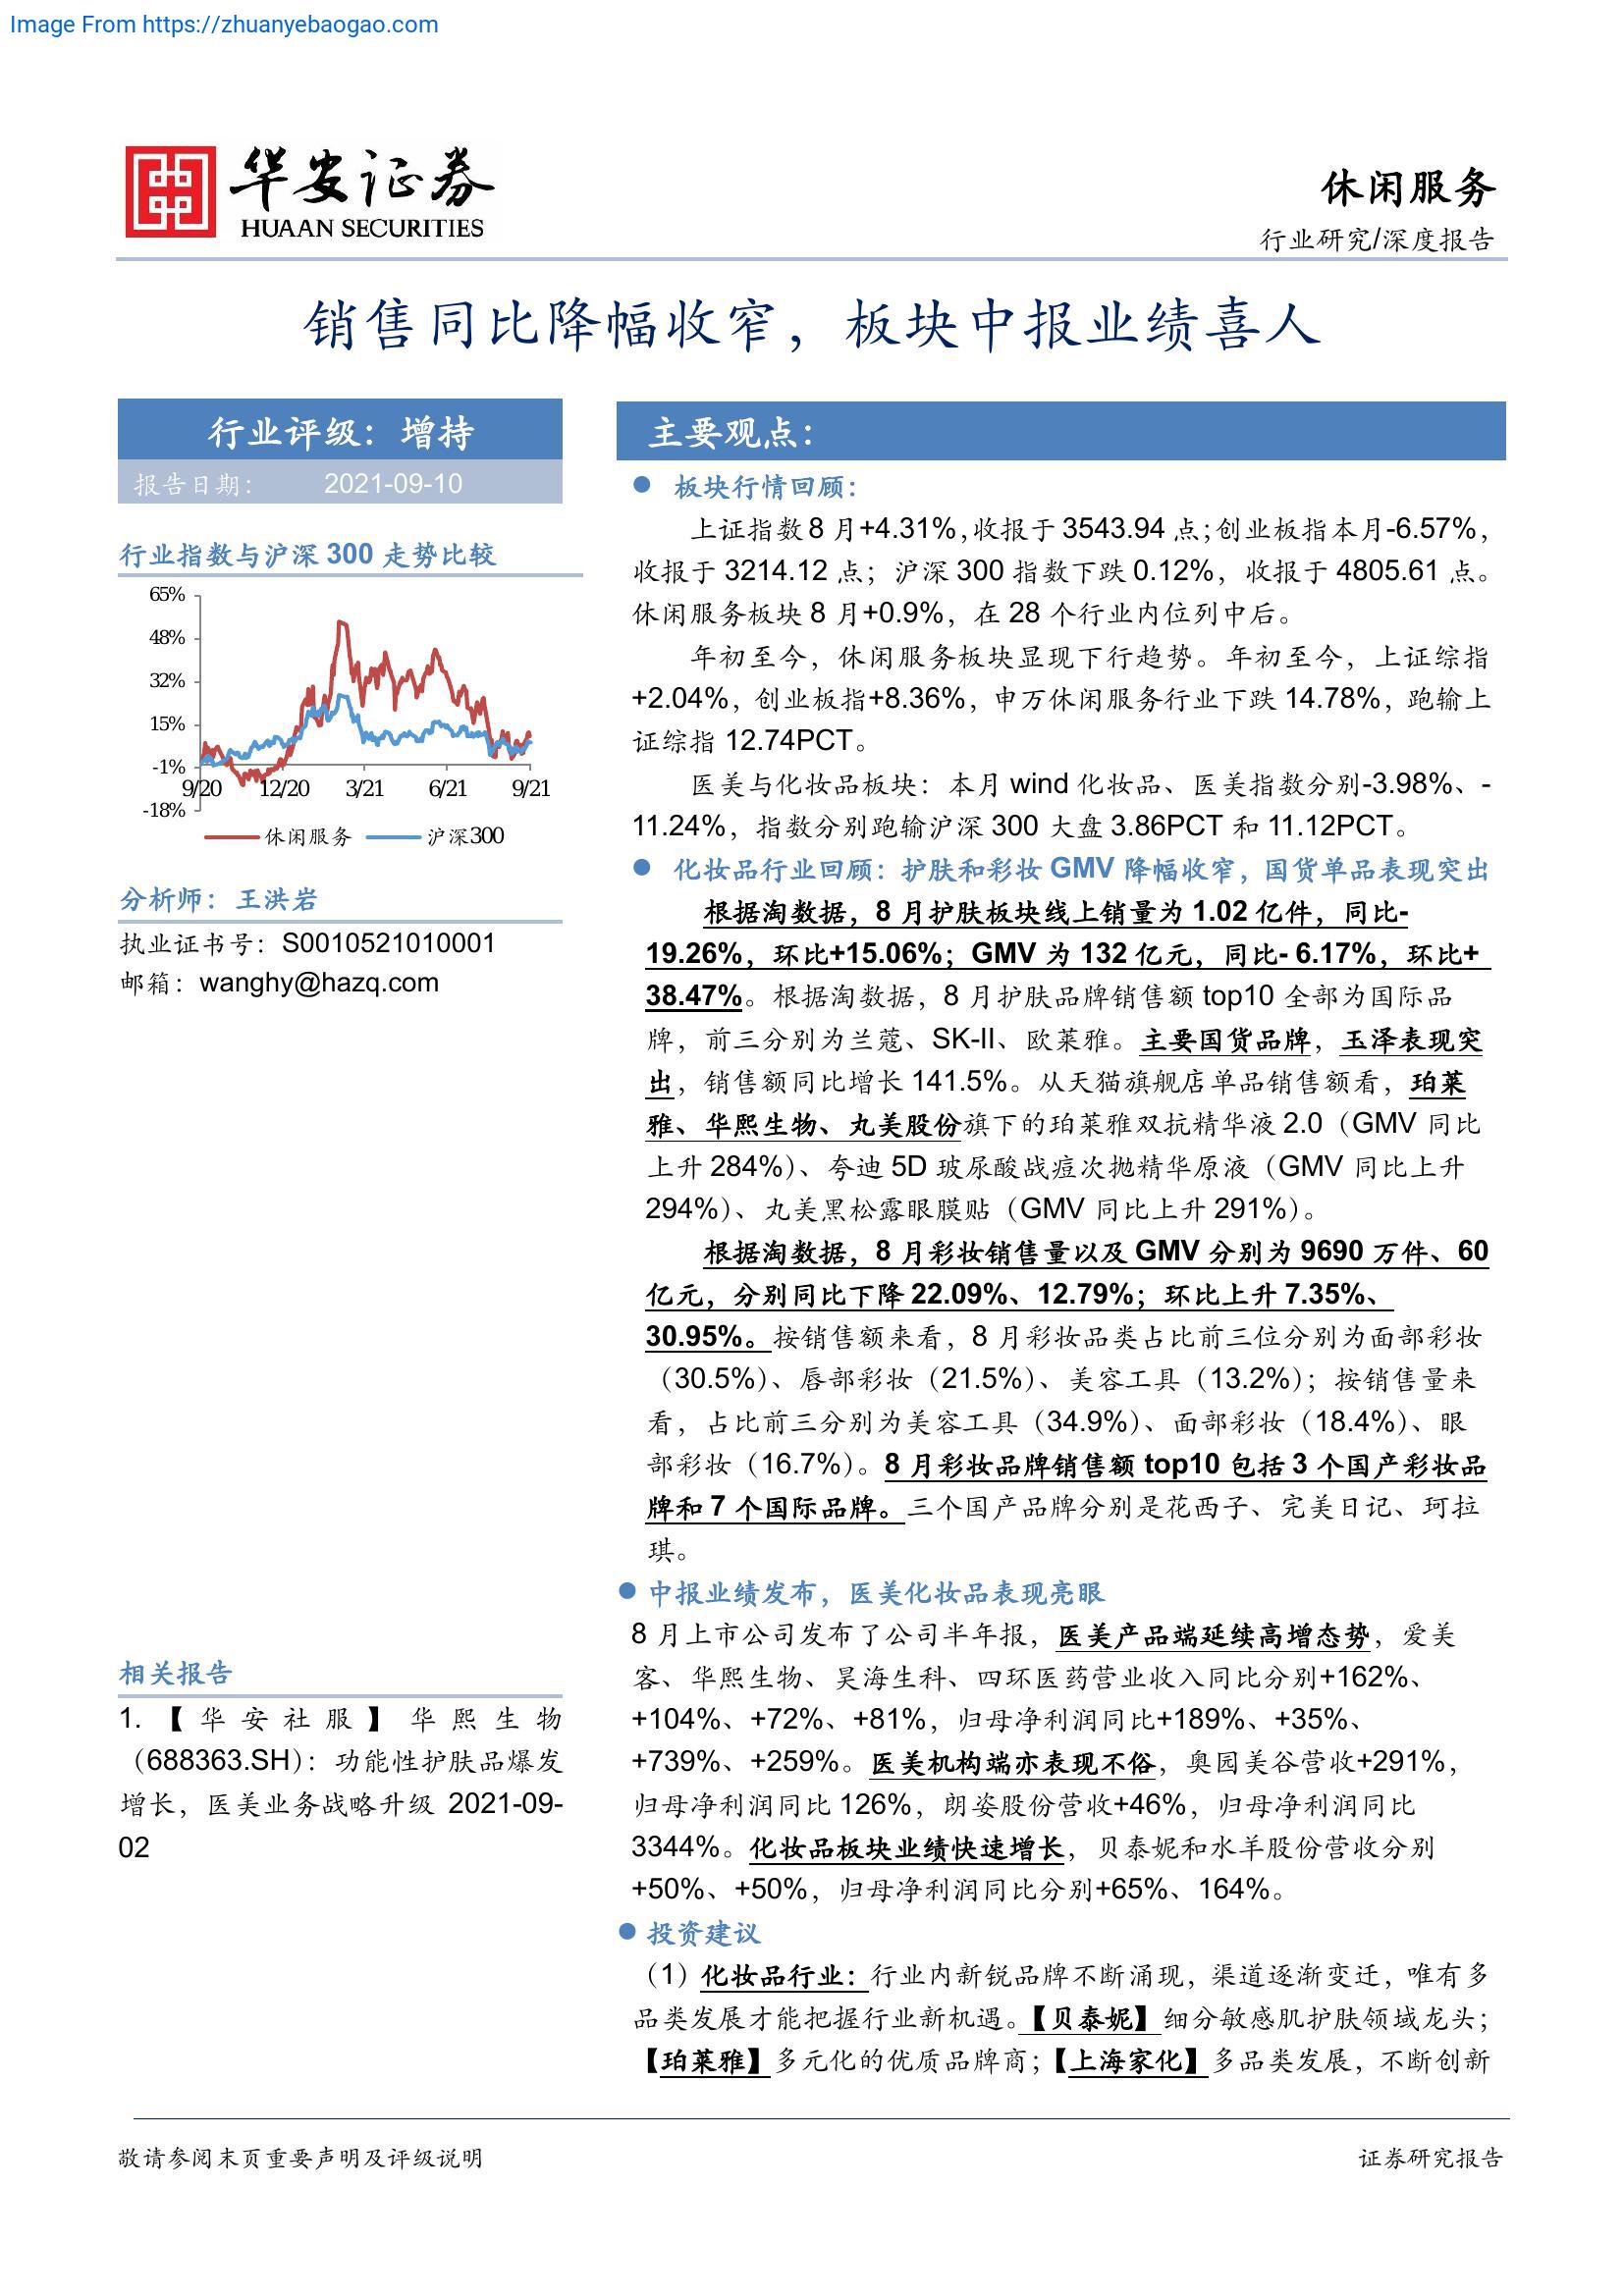 Image From https://zhuanyebaogao.com
华安证券
HUAAN SECURITIES
休闲服务
行业研究/深度报告
销售同比降幅收窄，板块中报业绩喜人
行业评级：增持
报告日期： 2021-09-10
行业指数与沪深 300 走势比较
65%
48%
32%
15%
-1%
-18%
9/20 12/20 3/21 6/21 9/21
休闲服务 沪深300
分析师：王洪岩
执业证书号：S0010521010001
邮箱：wanghy@hazq.com
相关报告
1. 【华安社服】华熙生物
（688363.SH）：功能性护肤品爆发
增长，医美业务战略升级 2021-09-
02
主要观点：
● 板块行情回顾：
上证指数 8 月+4.31%，收报于 3543.94 点；创业板指本月-6.57%，
收报于 3214.12 点；沪深 300 指数下跌 0.12%，收报于 4805.61 点。
休闲服务板块 8 月+0.9%，在 28 个行业内位列中后。
年初至今，休闲服务板块显现下行趋势。年初至今，上证综指
+2.04%，创业板指+8.36%，申万休闲服务行业下跌 14.78%，跑输上
证综指 12.74PCT。
医美与化妆品板块：本月 wind 化妆品、医美指数分别-3.98%、-
11.24%，指数分别跑输沪深 300 大盘 3.86PCT 和 11.12PCT。
● 化妆品行业回顾：护肤和彩妆 GMV 降幅收窄，国货单品表现突出
根据淘数据，8 月护肤板块线上销量为 1.02 亿件，同比-
19.26%，环比+15.06%；GMV 为 132 亿元，同比- 6.17%，环比+
38.47%。根据淘数据，8 月护肤品牌销售额 top10 全部为国际品
牌，前三分别为兰蔻、SK-II、欧莱雅。主要国货品牌，玉泽表现突
出，销售额同比增长 141.5%。从天猫旗舰店单品销售额看，珀莱
雅、华熙生物、丸美股份旗下的珀莱雅双抗精华液 2.0（GMV 同比
上升 284%）、夸迪 5D 玻尿酸战痘次抛精华原液（GMV 同比上升
294%）、丸美黑松露眼膜贴（GMV 同比上升 291%）。
根据淘数据，8 月彩妆销售量以及 GMV 分别为 9690 万件、60
亿元，分别同比下降 22.09%、12.79%；环比上升 7.35%、
30.95%。按销售额来看，8 月彩妆品类占比前三位分别为面部彩妆
（30.5%）、唇部彩妆（21.5%）、美容工具（13.2%）；按销售量来
看，占比前三分别为美容工具（34.9%）、面部彩妆（18.4%）、眼
部彩妆（16.7%）。8 月彩妆品牌销售额 top10 包括 3 个国产彩妆品
牌和 7 个国际品牌。三个国产品牌分别是花西子、完美日记、珂拉
琪。
● 中报业绩发布，医美化妆品表现亮眼
8 月上市公司发布了公司半年报，医美产品端延续高增态势，爱美
客、华熙生物、昊海生科、四环医药营业收入同比分别+162%、
+104%、+72%、+81%，归母净利润同比+189%、+35%、
+739%、+259%。医美机构端亦表现不俗，奥园美谷营收+291%，
归母净利润同比 126%，朗姿股份营收+46%，归母净利润同比
3344%。化妆品板块业绩快速增长，贝泰妮和水羊股份营收分别
+50%、+50%，归母净利润同比分别+65%、164%。
● 投资建议
（1）化妆品行业：行业内新锐品牌不断涌现，渠道逐渐变迁，唯有多
品类发展才能把握行业新机遇。【贝泰妮】细分敏感肌护肤领域龙头；
【珀莱雅】多元化的优质品牌商；【上海家化】多品类发展，不断创新
敬请参阅末页重要声明及评级说明
证券研究报告